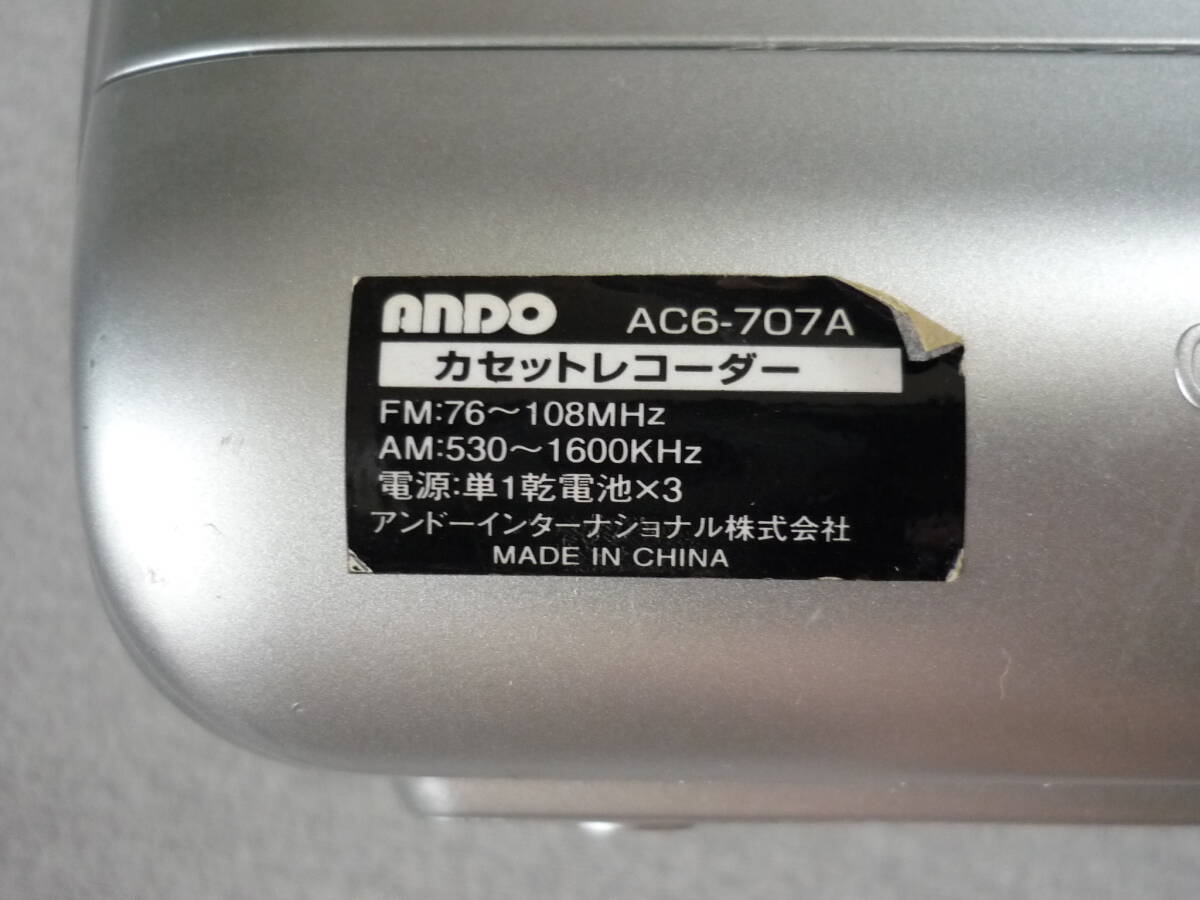 ANDO AC6-707A
カセットレコーダー
FM:76～108MHz
AM:530～1600KHz
電源:単1乾電池×3
アンドーインターナショナル株式会社
MADE IN CHINA